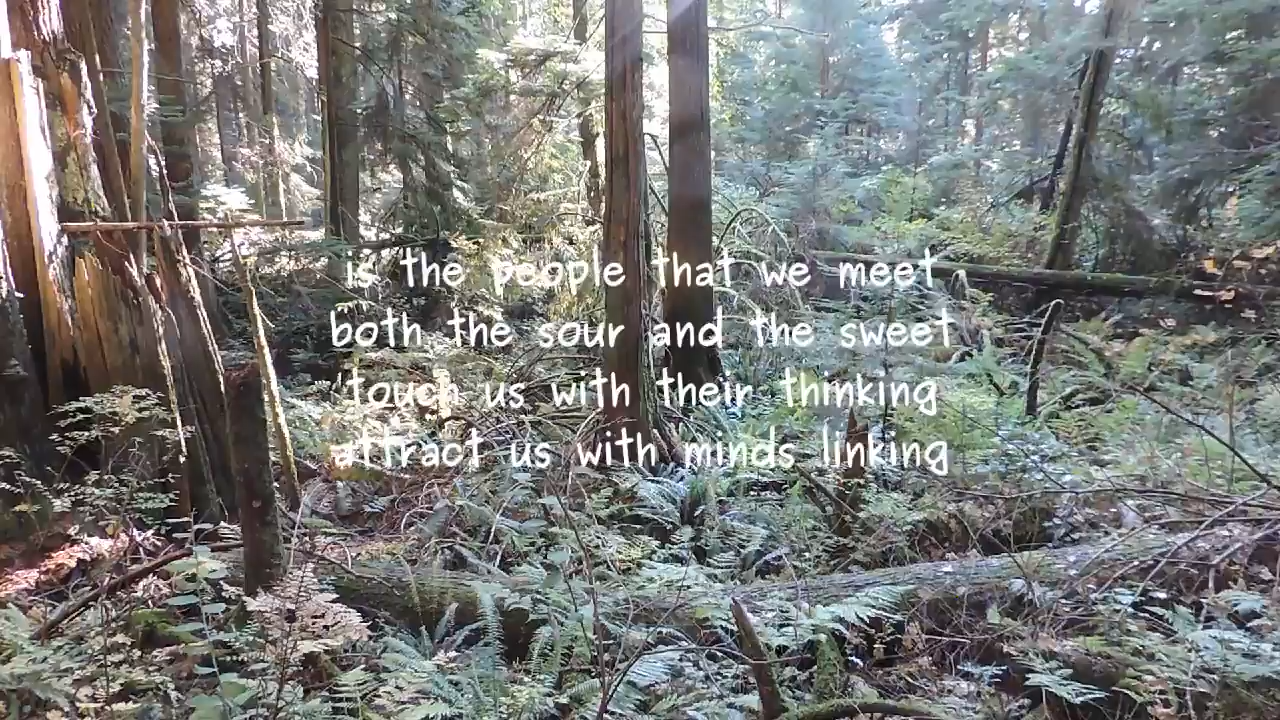 is the people that we meet
both the sour and the sweet
touch us with their thinking
attract us with minds linking